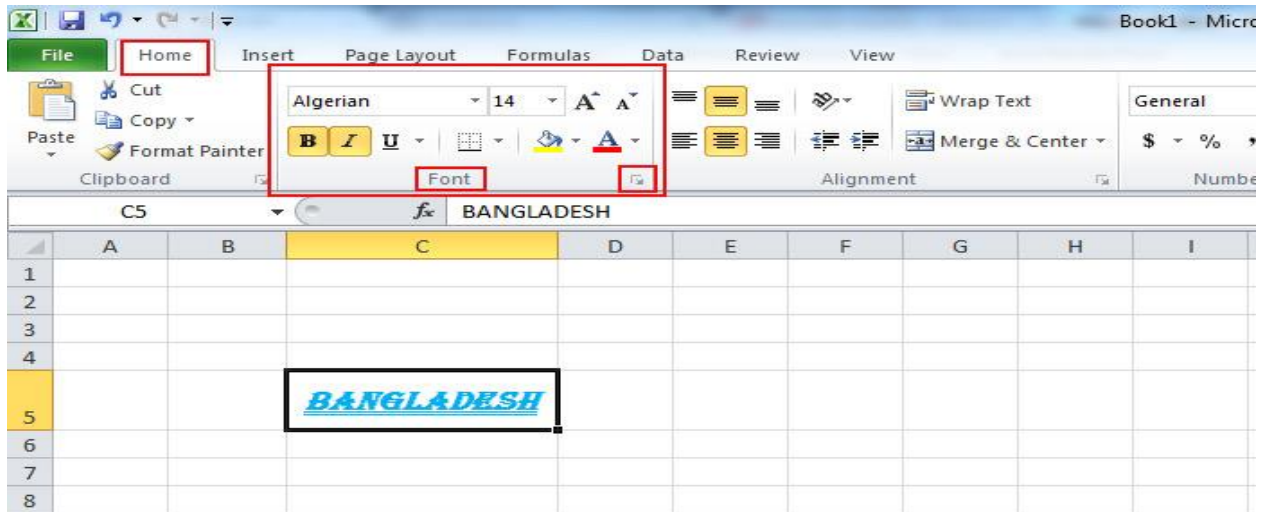 Book1 - Micro
File Home Insert Page Layout Formulas Data Review View
Cut
Copy
Paste
Format Painter
Clipboard
Algerian 14 A A
B I U A
Font
Wrap Text
Merge & Center
Alignment
General
$ % ,
Numbe
C5 fx BANGLADESH
A B C D E F G H I
1
2
3
4
5 BANGLADESH
6
7
8